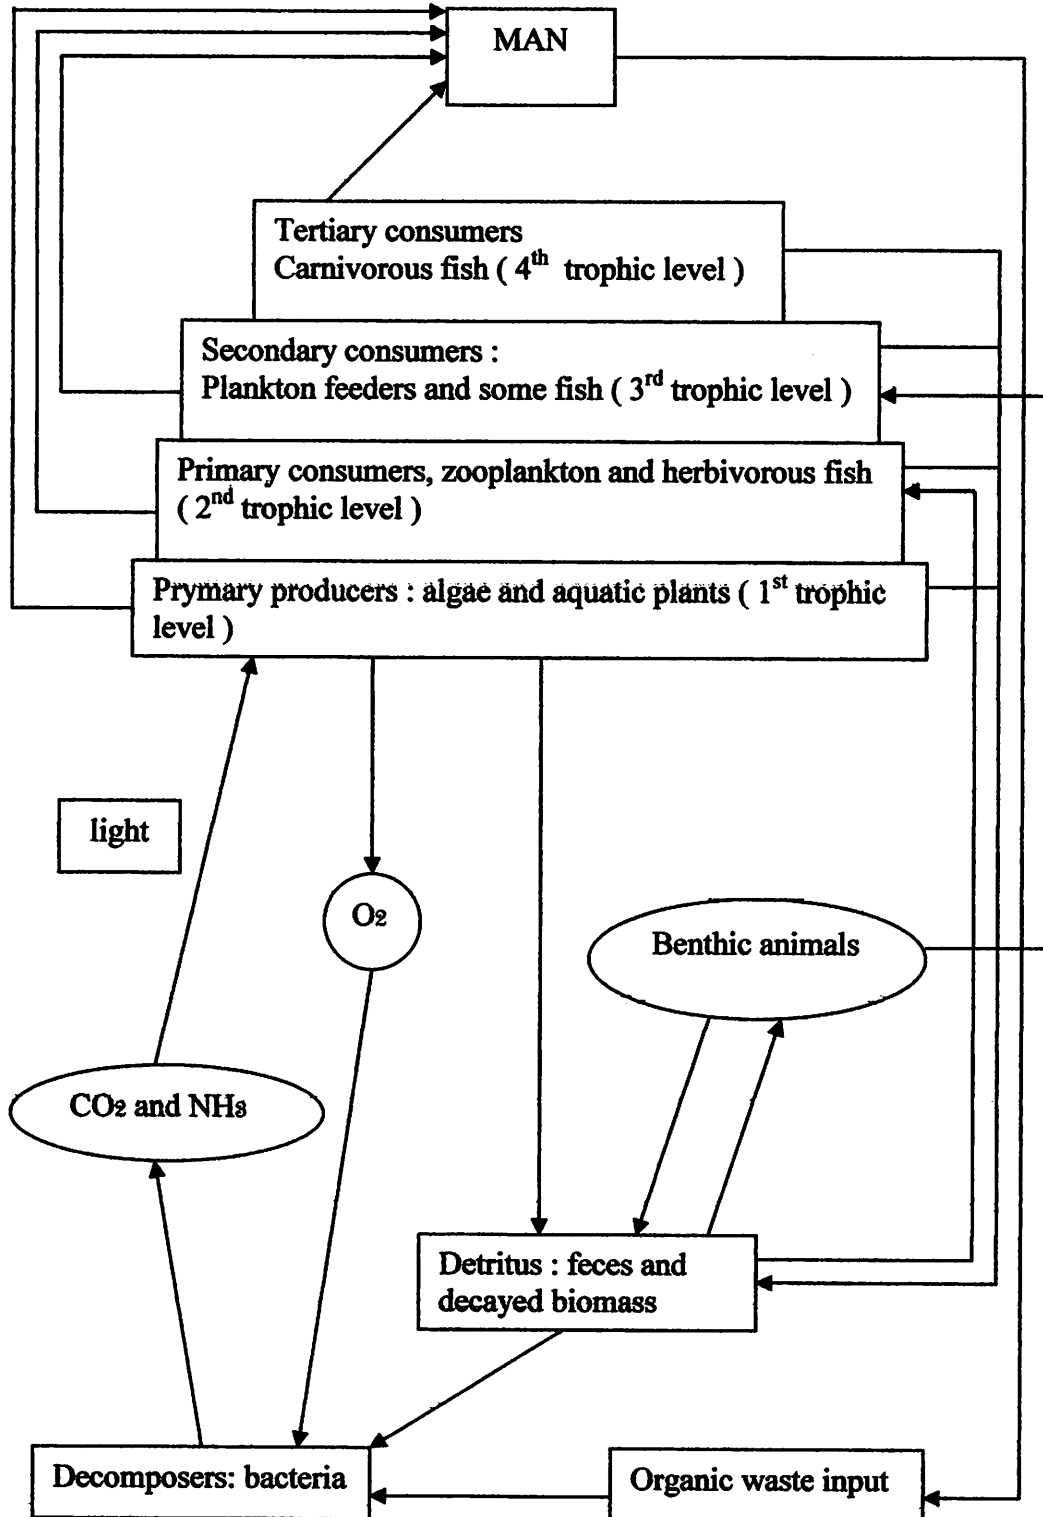 MAN
Tertiary consumers
Carnivorous fish ( 4th trophic level )
Secondary consumers :
Plankton feeders and some fish ( 3rd trophic level )
Primary consumers, zooplankton and herbivorous fish
( 2nd trophic level )
Prymary producers : algae and aquatic plants ( 1st trophic
level )
light
O2
Benthic animals
CO2 and NH3
Detritus : feces and
decayed biomass
Decomposers: bacteria
Organic waste input